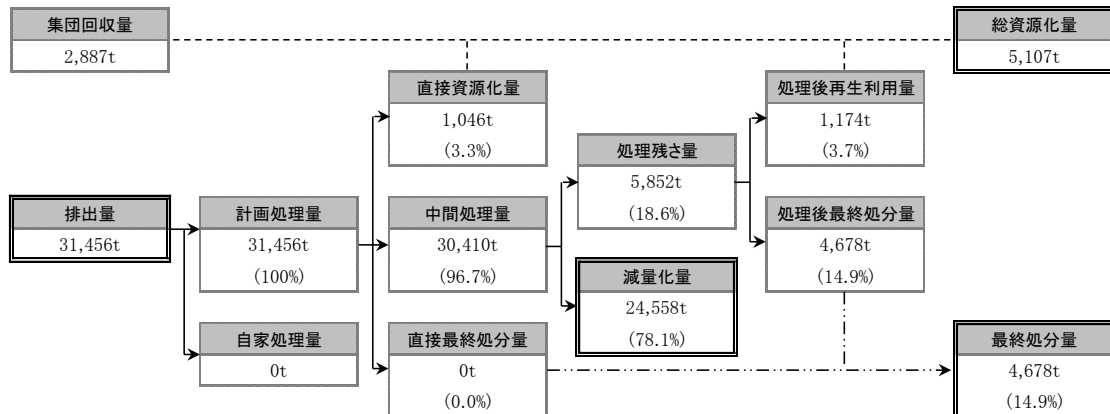 集団回収量
2,887t
総資源化量
5,107t
直接資源化量
1,046t
(3.3%)
処理後再生利用量
1,174t
(3.7%)
処理残さ量
5,852t
(18.6%)
排出量
31,456t
計画処理量
31,456t
(100%)
中間処理量
30,410t
(96.7%)
処理後最終処分量
4,678t
(14.9%)
減量化量
24,558t
(78.1%)
自家処理量
0t
直接最終処分量
0t
(0.0%)
最終処分量
4,678t
(14.9%)